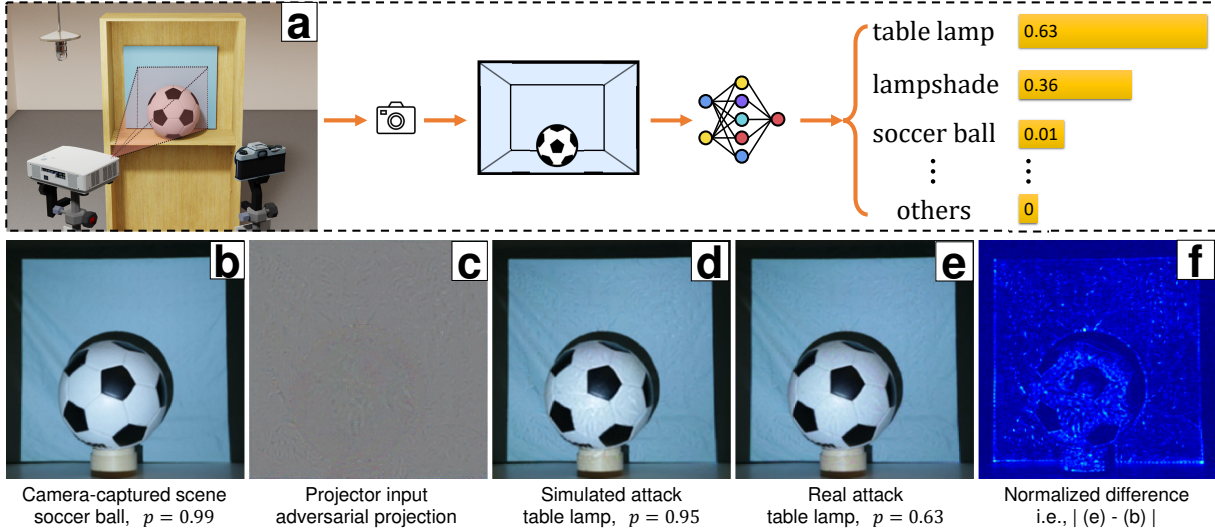 a
table lamp 0.63
lampshade 0.36
soccer ball 0.01
others 0
b
c
d
e
f
Camera-captured scene
soccer ball, p = 0.99
Projector input
adversarial projection
Simulated attack
table lamp, p = 0.95
Real attack
table lamp, p = 0.63
Normalized difference
i.e., | (e) - (b) |